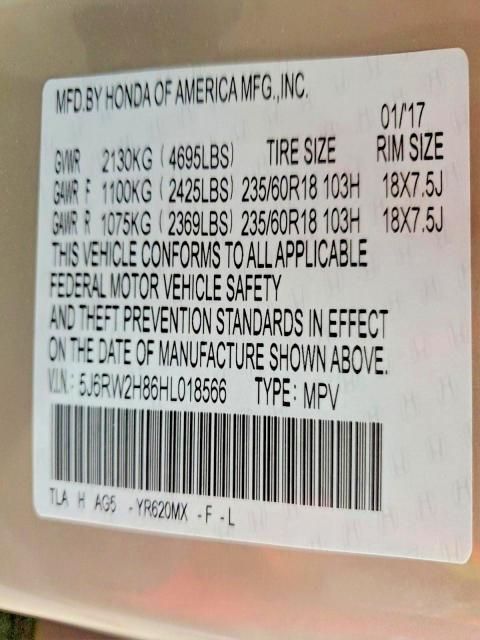 MFD.BY HONDA OF AMERICA MFG.,INC.
01/'17
GVWR 2130KG ( 4695LBS) TIRE SIZE RIM SIZE
GAWR F 1100KG ( 2425LBS) 235/60R18 103H 18X7.5J
GAWR R 1075KG ( 2369LBS) 235/60R18 103H 18X7.5J
THIS VEHICLE CONFORMS TO ALL APPLICABLE
FEDERAL MOTOR VEHICLE SAFETY
AND THEFT PREVENTION STANDARDS IN EFFECT
ON THE DATE OF MANUFACTURE SHOWN ABOVE.
V.I.N.: 5J6RW2H86HL018566 TYPE: MPV
TLA H AG5 -YR620MX -F -L